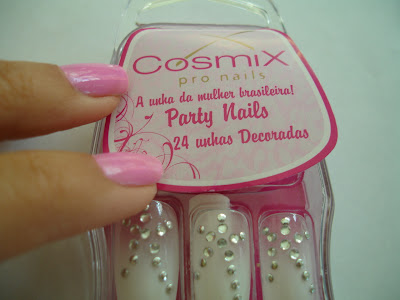 Cosmix
pro nails
A unha da mulher brasileira!
Party Nails
24 unhas Decoradas